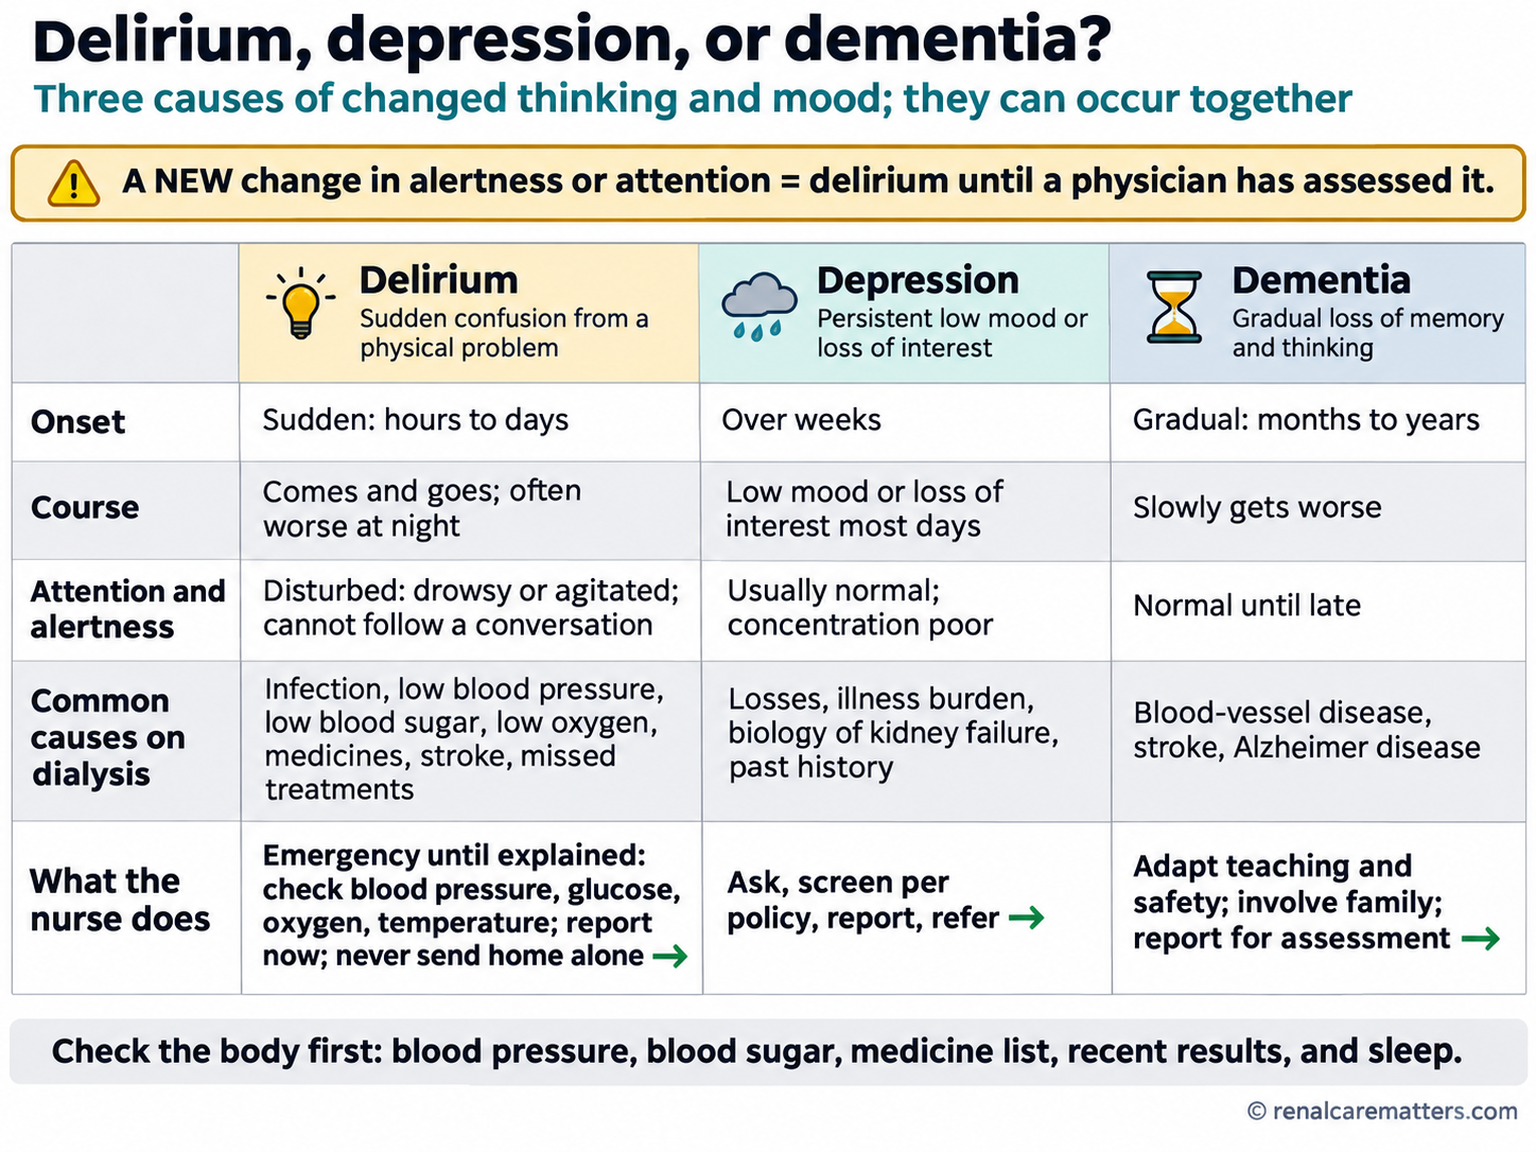 Delirium, depression, or dementia?
Three causes of changed thinking and mood; they can occur together
A NEW change in alertness or attention = delirium until a physician has assessed it.
Delirium
Sudden confusion from a
physical problem
Depression
Persistent low mood or
loss of interest
Dementia
Gradual loss of memory
and thinking
Onset
Sudden: hours to days
Over weeks
Gradual: months to years
Course
Comes and goes; often
worse at night
Low mood or loss of
interest most days
Slowly gets worse
Attention and
alertness
Disturbed: drowsy or agitated;
cannot follow a conversation
Usually normal;
concentration poor
Normal until late
Common
causes on
dialysis
Infection, low blood pressure,
low blood sugar, low oxygen,
medicines, stroke, missed
treatments
Losses, illness burden,
biology of kidney failure,
past history
Blood-vessel disease,
stroke, Alzheimer disease
What the
nurse does
Emergency until explained:
check blood pressure, glucose,
oxygen, temperature; report
now; never send home alone →
Ask, screen per
policy, report, refer →
Adapt teaching and
safety; involve family;
report for assessment →
Check the body first: blood pressure, blood sugar, medicine list, recent results, and sleep.
© renalcarematters.com